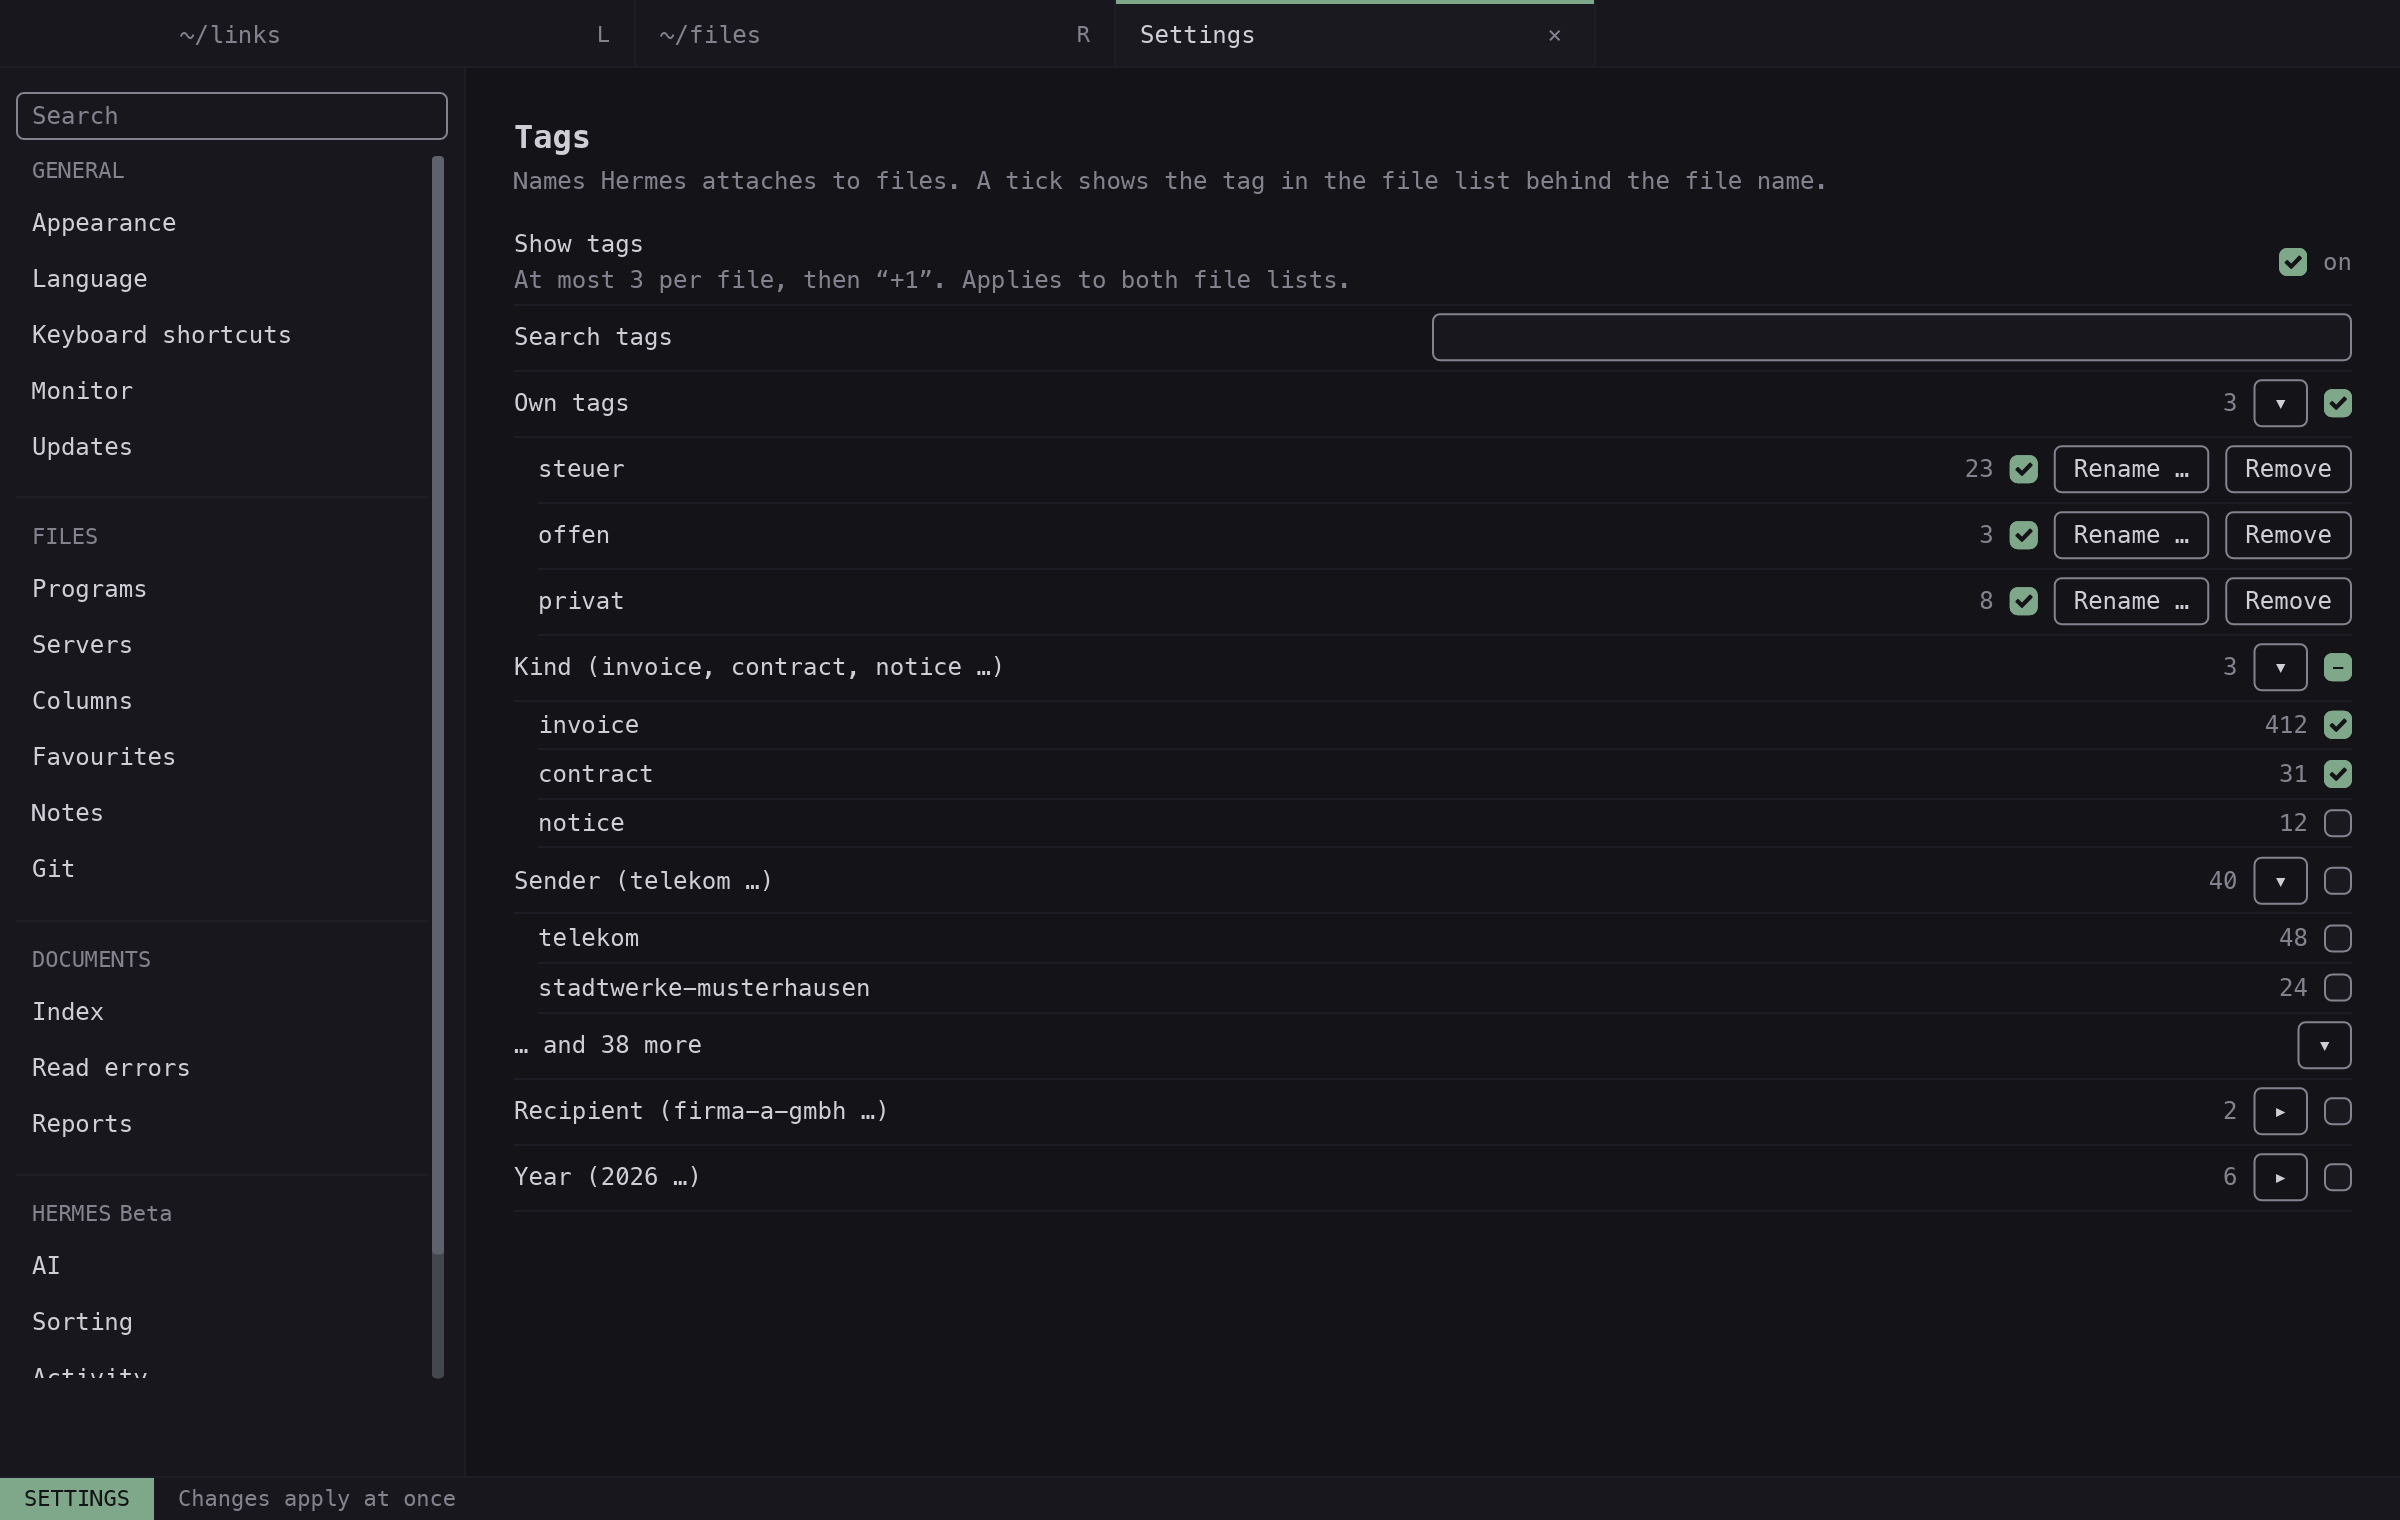 ~/links L ~/files R Settings ×
Search
GENERAL
Appearance
Language
Keyboard shortcuts
Monitor
Updates
FILES
Programs
Servers
Columns
Favourites
Notes
Git
DOCUMENTS
Index
Read errors
Reports
HERMES Beta
AI
Sorting
Activity
Tags
Names Hermes attaches to files. A tick shows the tag in the file list behind the file name.
Show tags
At most 3 per file, then “+1”. Applies to both file lists.
on
Search tags
Own tags 3 ▼
steuer 23 Rename … Remove
offen 3 Rename … Remove
privat 8 Rename … Remove
Kind (invoice, contract, notice …) 3 ▼
invoice 412
contract 31
notice 12
Sender (telekom …) 40 ▼
telekom 48
stadtwerke-musterhausen 24
… and 38 more ▼
Recipient (firma-a-gmbh …) 2 ▶
Year (2026 …) 6 ▶
SETTINGS Changes apply at once